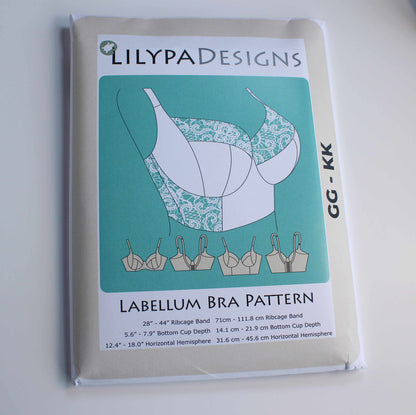 LILYPADESIGNS
GG - KK
LABELLUM BRA PATTERN
28" - 44" Ribcage Band 71cm - 111.8 cm Ribcage Band
5.6" - 7.9" Bottom Cup Depth 14.1 cm - 21.9 cm Bottom Cup Depth
12.4" - 18.0" Horizontal Hemisphere 31.6 cm - 45.6 cm Horizontal Hemisphere